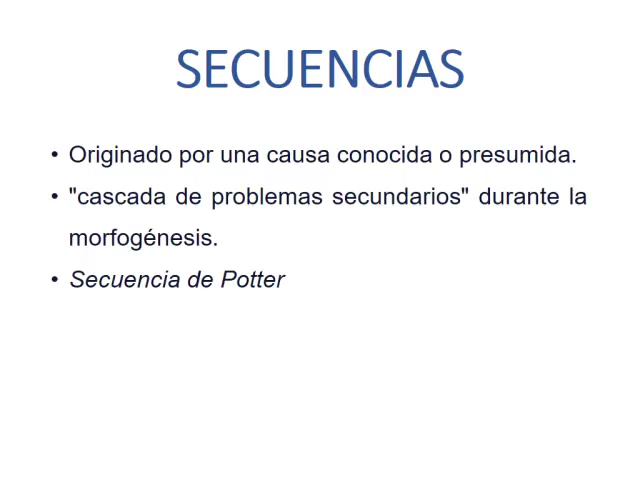 SECUENCIAS
• Originado por una causa conocida o presumida.
• "cascada de problemas secundarios" durante la
morfogénesis.
• Secuencia de Potter